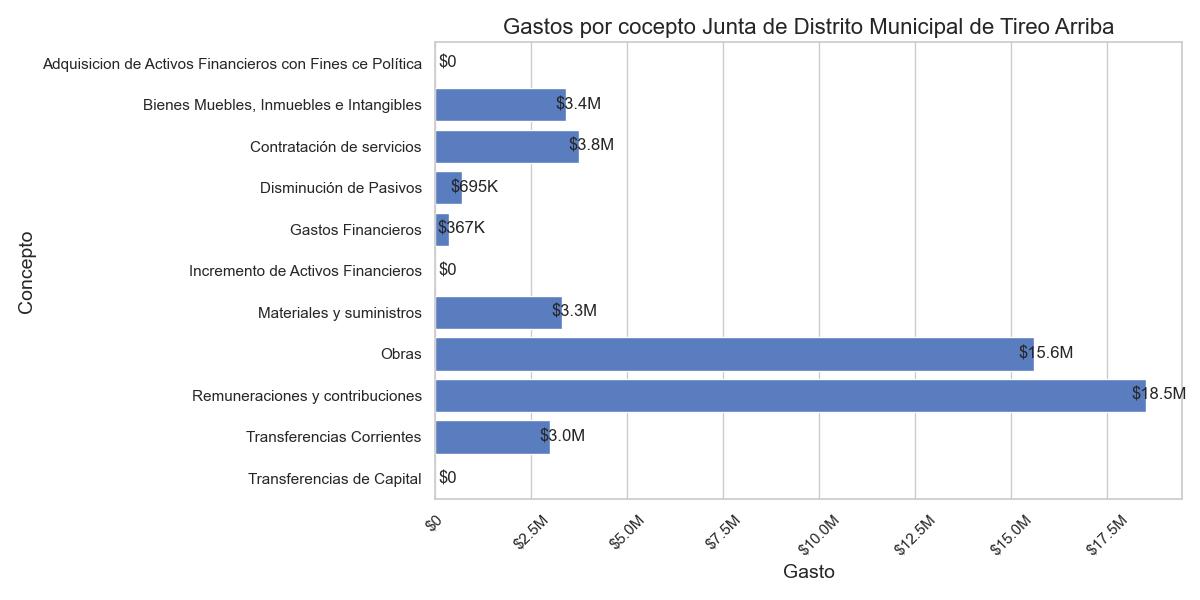 Gastos por cocepto Junta de Distrito Municipal de Tireo Arriba
Concepto
Adquisicion de Activos Financieros con Fines ce Política $0
Bienes Muebles, Inmuebles e Intangibles $3.4M
Contratación de servicios $3.8M
Disminución de Pasivos $695K
Gastos Financieros $367K
Incremento de Activos Financieros $0
Materiales y suministros $3.3M
Obras $15.6M
Remuneraciones y contribuciones $18.5M
Transferencias Corrientes $3.0M
Transferencias de Capital $0
$0 $2.5M $5.0M $7.5M $10.0M $12.5M $15.0M $17.5M
Gasto